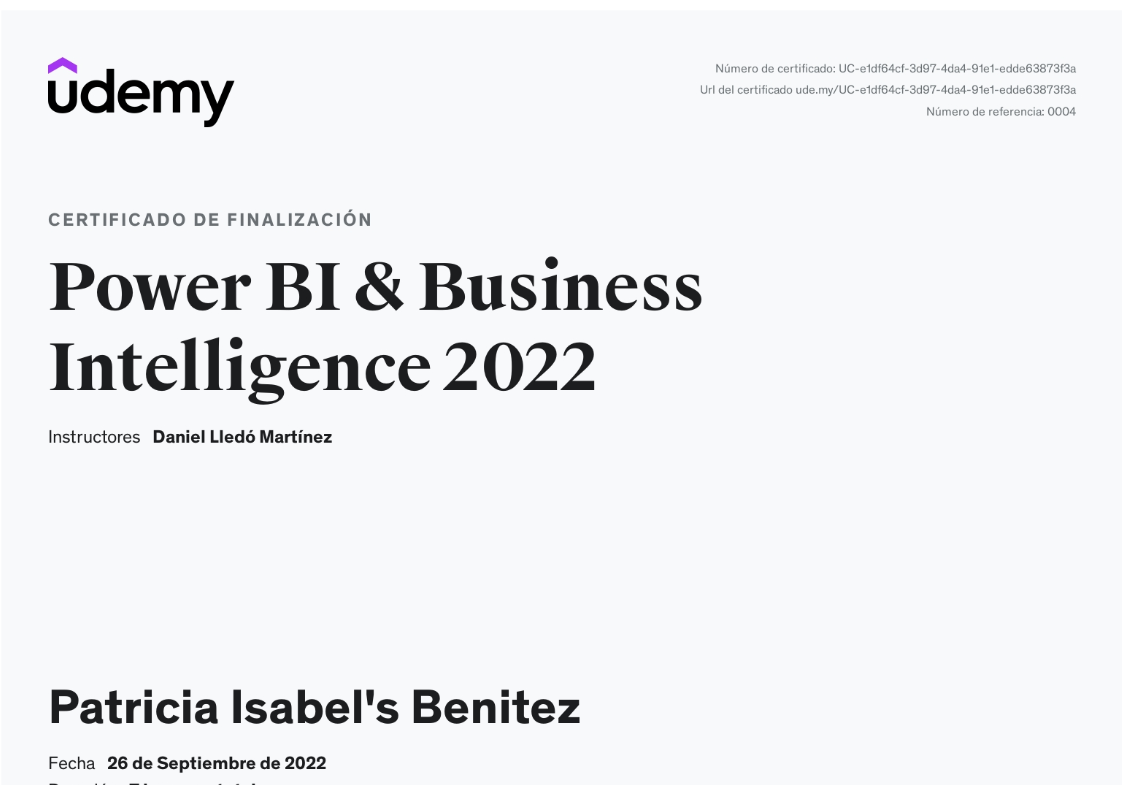 udemy
Número de certificado: UC-e1df64cf-3d97-4da4-91e1-edde63873f3a
Url del certificado ude.my/UC-e1df64cf-3d97-4da4-91e1-edde63873f3a
Número de referencia: 0004
CERTIFICADO DE FINALIZACIÓN
Power BI & Business
Intelligence 2022
Instructores Daniel Lledó Martínez
Patricia Isabel's Benitez
Fecha 26 de Septiembre de 2022